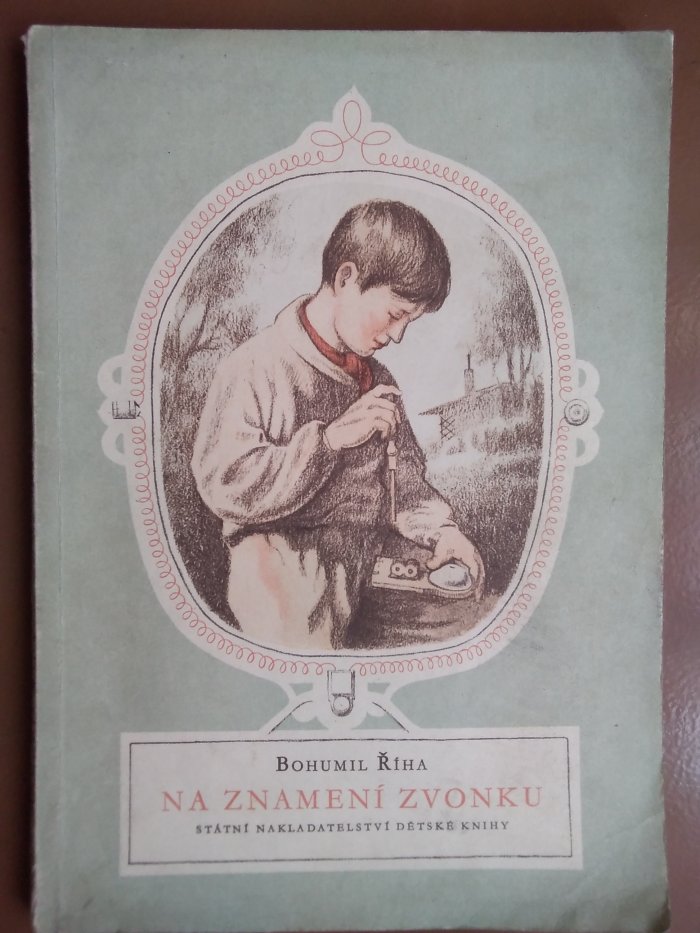 BOHUMIL ŘÍHA
NA ZNAMENÍ ZVONKU
STÁTNÍ NAKLADATELSTVÍ DĚTSKÉ KNIHY